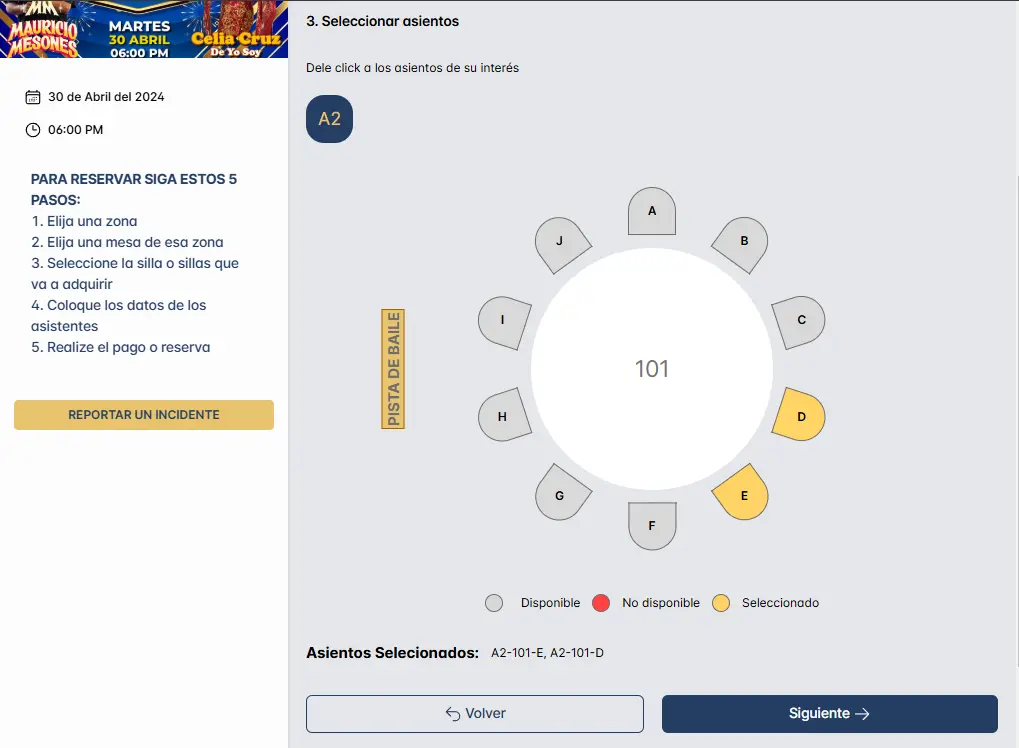 MM
MAURICIO
MESONES
MARTES
30 ABRIL
06:00 PM
Celia Cruz
De Yo Soy
30 de Abril del 2024
06:00 PM
PARA RESERVAR SIGA ESTOS 5
PASOS:
1. Elija una zona
2. Elija una mesa de esa zona
3. Seleccione la silla o sillas que
va a adquirir
4. Coloque los datos de los
asistentes
5. Realize el pago o reserva
REPORTAR UN INCIDENTE
3. Seleccionar asientos
Dele click a los asientos de su interés
A2
A
J
B
I
C
PISTA DE BAILE
101
H
D
G
E
F
Disponible No disponible Seleccionado
Asientos Selecionados: A2-101-E, A2-101-D
Volver
Siguiente